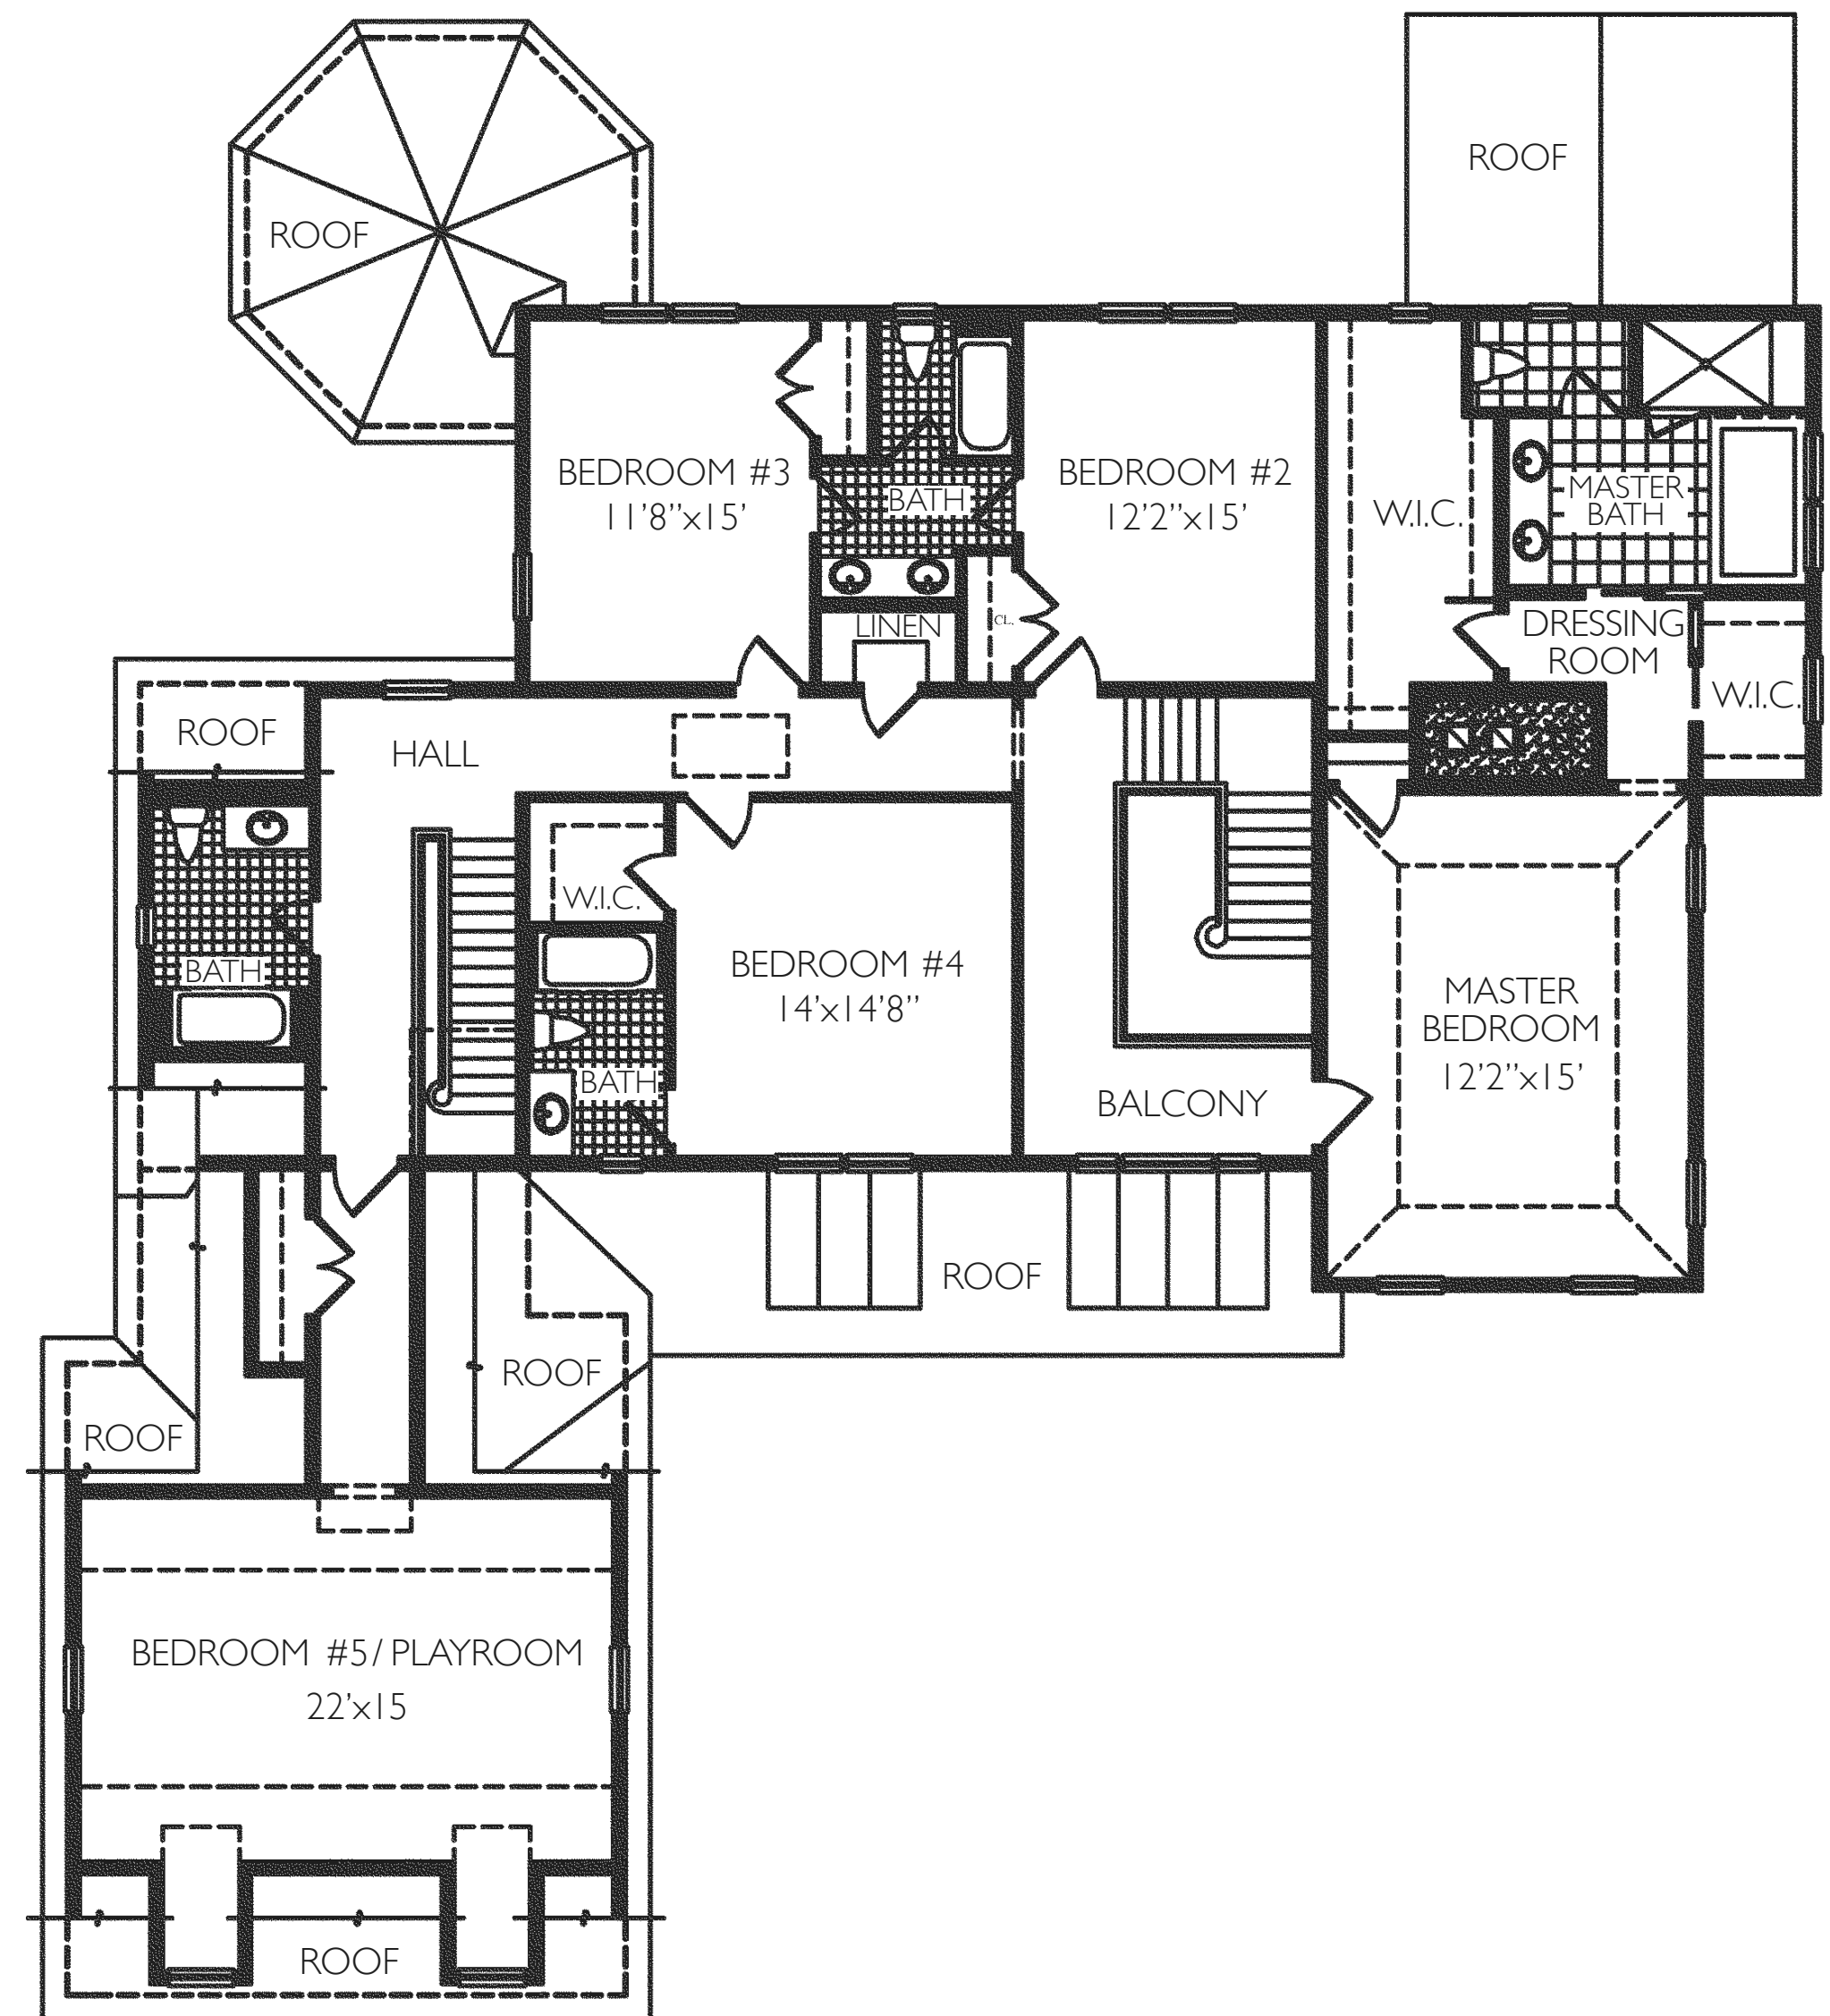 ROOF
ROOF
BEDROOM #3
11'8"x15'
BATH
BEDROOM #2
12'2"x15'
W.I.C.
MASTER
BATH
LINEN
CL.
DRESSING
ROOM
W.I.C.
ROOF
HALL
W.I.C.
BATH
BEDROOM #4
14'x14'8"
MASTER
BEDROOM
12'2"x15'
BATH
BALCONY
ROOF
ROOF
ROOF
BEDROOM #5/ PLAYROOM
22'x15
ROOF